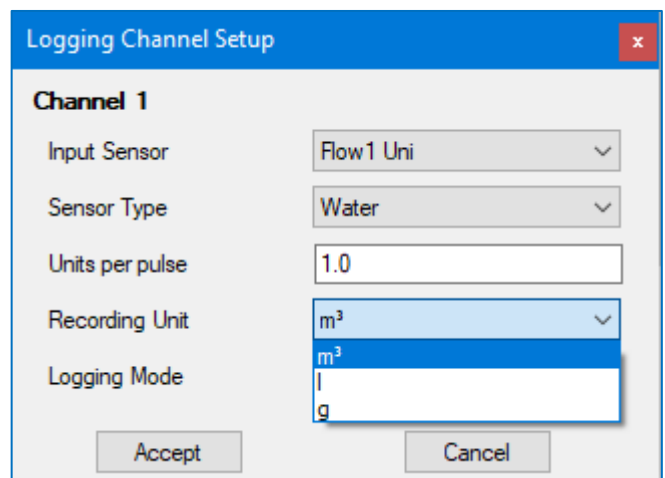 Logging Channel Setup
x
Channel 1
Input Sensor Flow1 Uni
Sensor Type Water
Units per pulse 1.0
Recording Unit m³
m³
l
Logging Mode
g
Accept Cancel